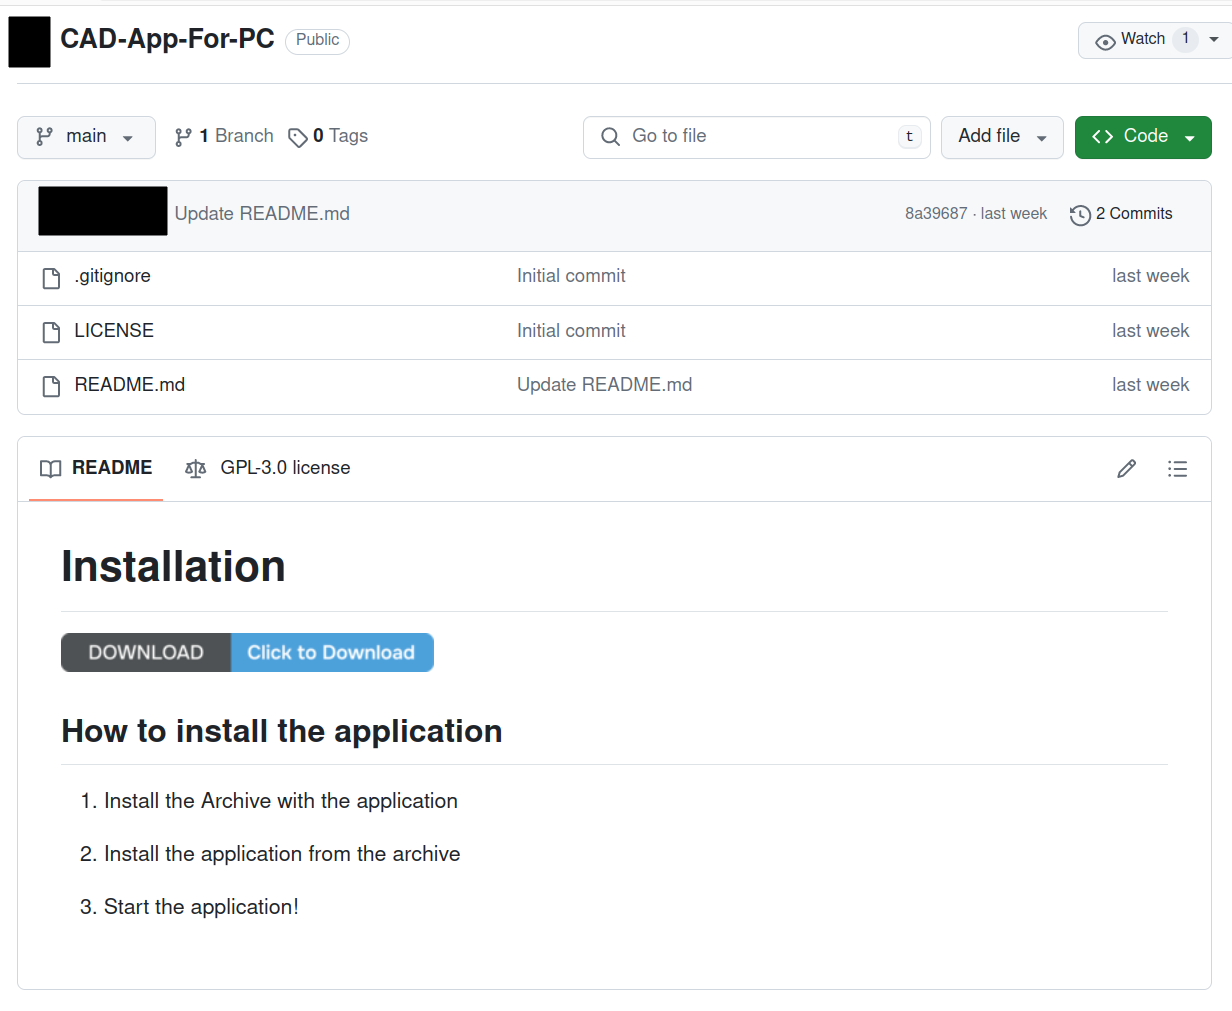 CAD-App-For-PC Public Watch 1
main 1 Branch 0 Tags Go to file t Add file Code
Update README.md 8a39687 · last week 2 Commits
.gitignore Initial commit last week
LICENSE Initial commit last week
README.md Update README.md last week
README GPL-3.0 license
Installation
DOWNLOAD Click to Download
How to install the application
1. Install the Archive with the application
2. Install the application from the archive
3. Start the application!